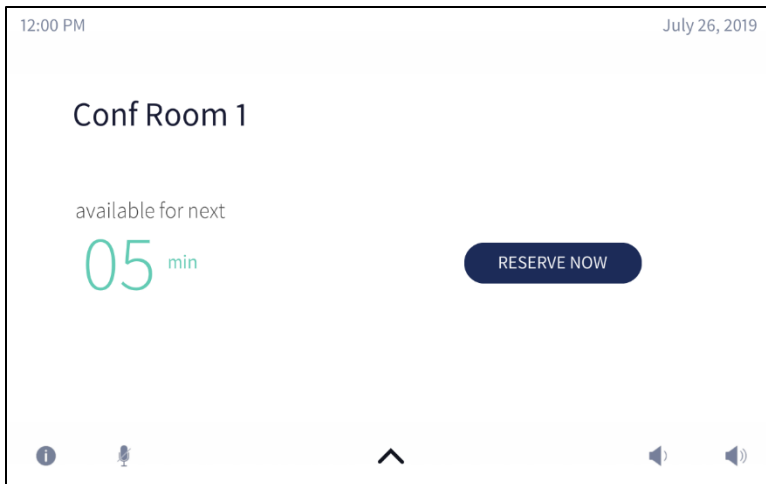 12:00 PM
July 26, 2019
Conf Room 1
available for next
05 min
RESERVE NOW